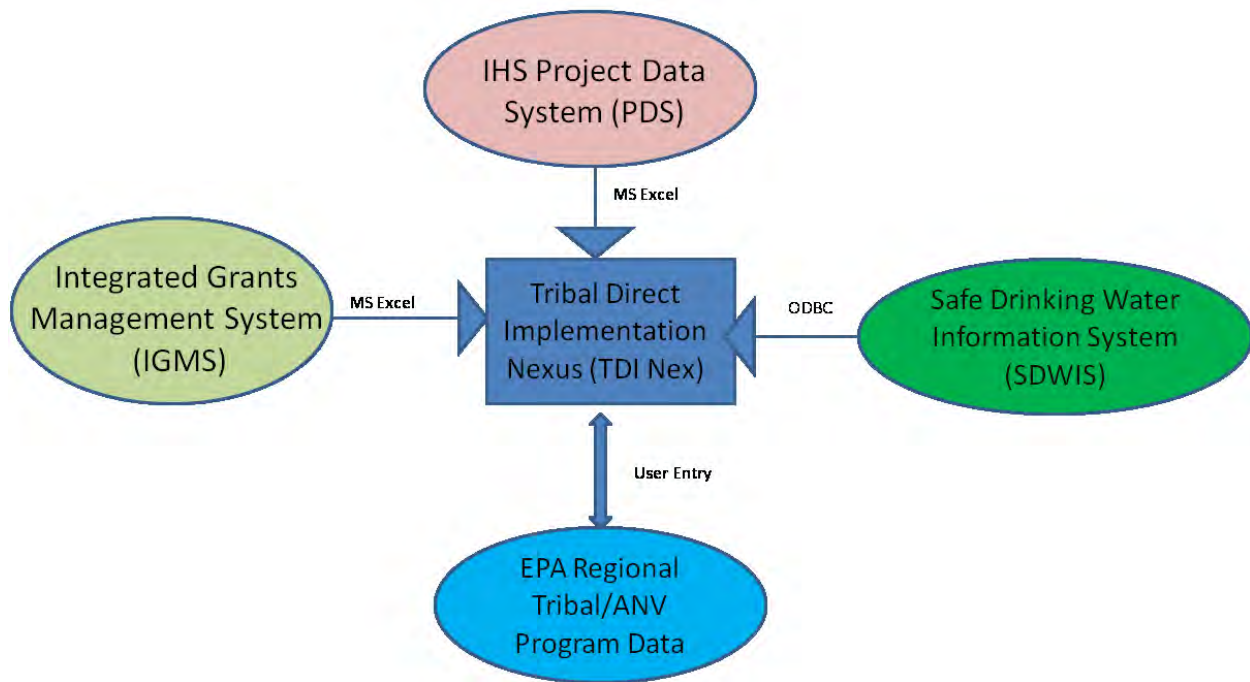 IHS Project Data
System (PDS)
MS Excel
Integrated Grants
Management System
(IGMS)
MS Excel
Tribal Direct
Implementation
Nexus (TDI Nex)
ODBC
Safe Drinking Water
Information System
(SDWIS)
User Entry
EPA Regional
Tribal/ANV
Program Data